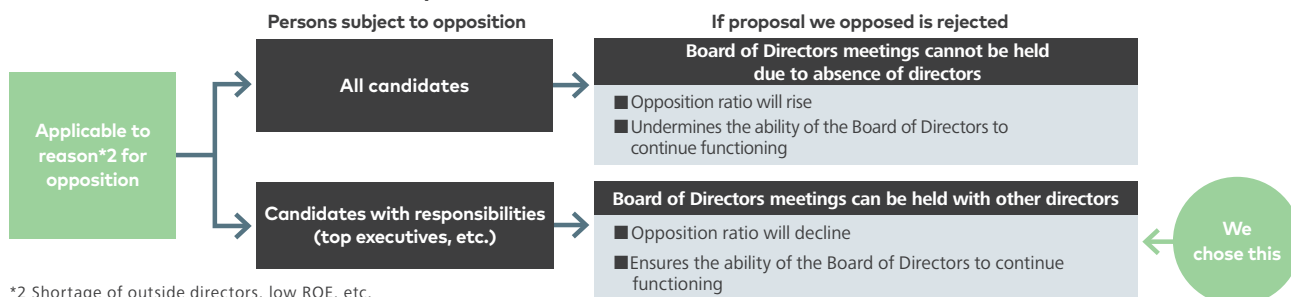 Persons subject to opposition
If proposal we opposed is rejected
Applicable to
reason*2 for
opposition
All candidates
Board of Directors meetings cannot be held
due to absence of directors
■ Opposition ratio will rise
■ Undermines the ability of the Board of Directors to
continue functioning
Candidates with responsibilities
(top executives, etc.)
Board of Directors meetings can be held with other directors
■ Opposition ratio will decline
■ Ensures the ability of the Board of Directors to continue
functioning
We
chose this
*2 Shortage of outside directors, low ROE, etc.